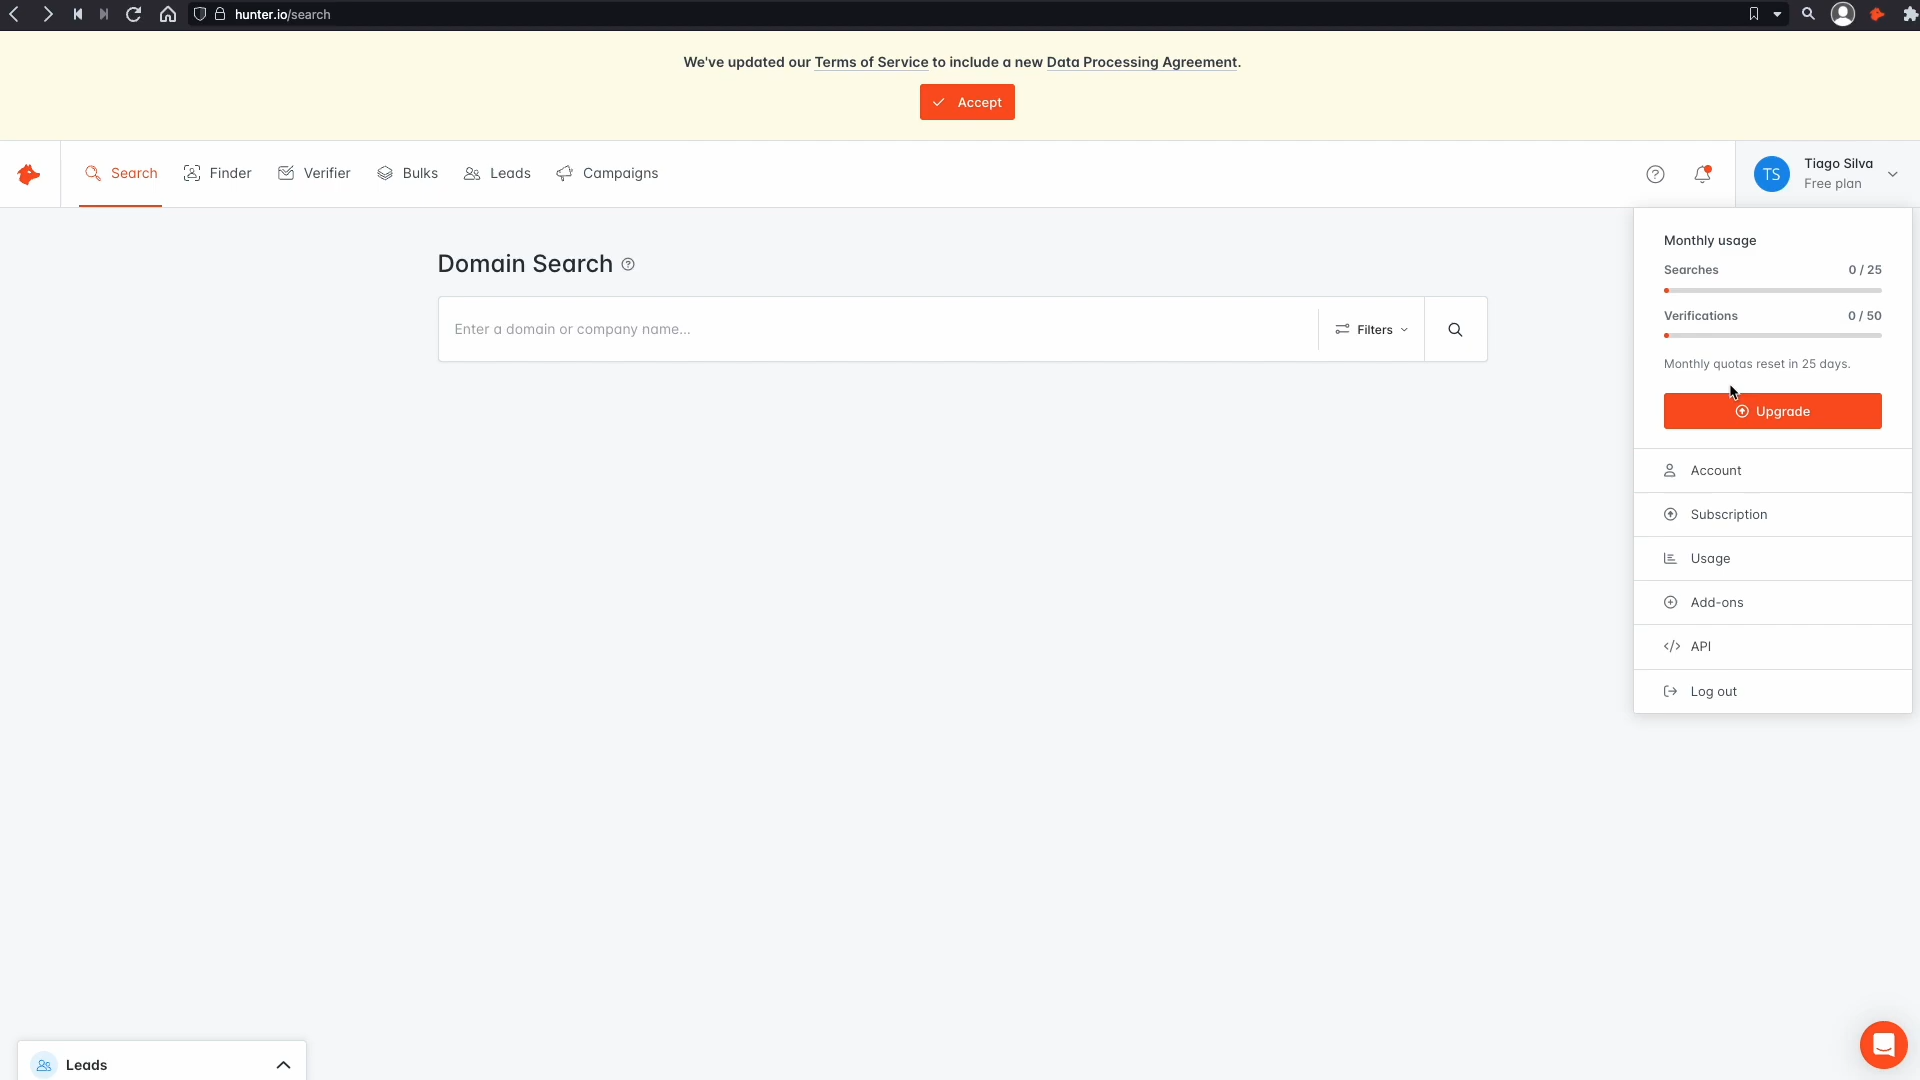 hunter.io/search
We've updated our Terms of Service to include a new Data Processing Agreement.
Accept
Search
Finder
Verifier
Bulks
Leads
Campaigns
TS
Tiago Silva
Free plan
Domain Search
Enter a domain or company name...
Filters
Monthly usage
Searches 0 / 25
Verifications 0 / 50
Monthly quotas reset in 25 days.
Upgrade
Account
Subscription
Usage
Add-ons
API
Log out
Leads